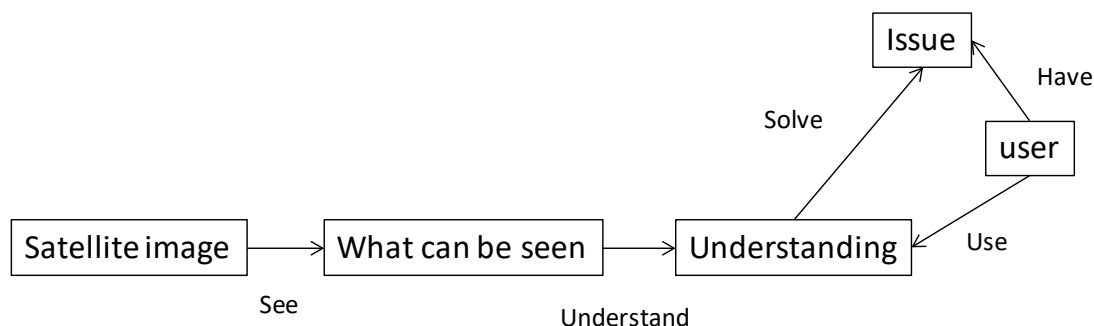 Issue
Have
Solve
user
Satellite image
What can be seen
Understanding
Use
See
Understand